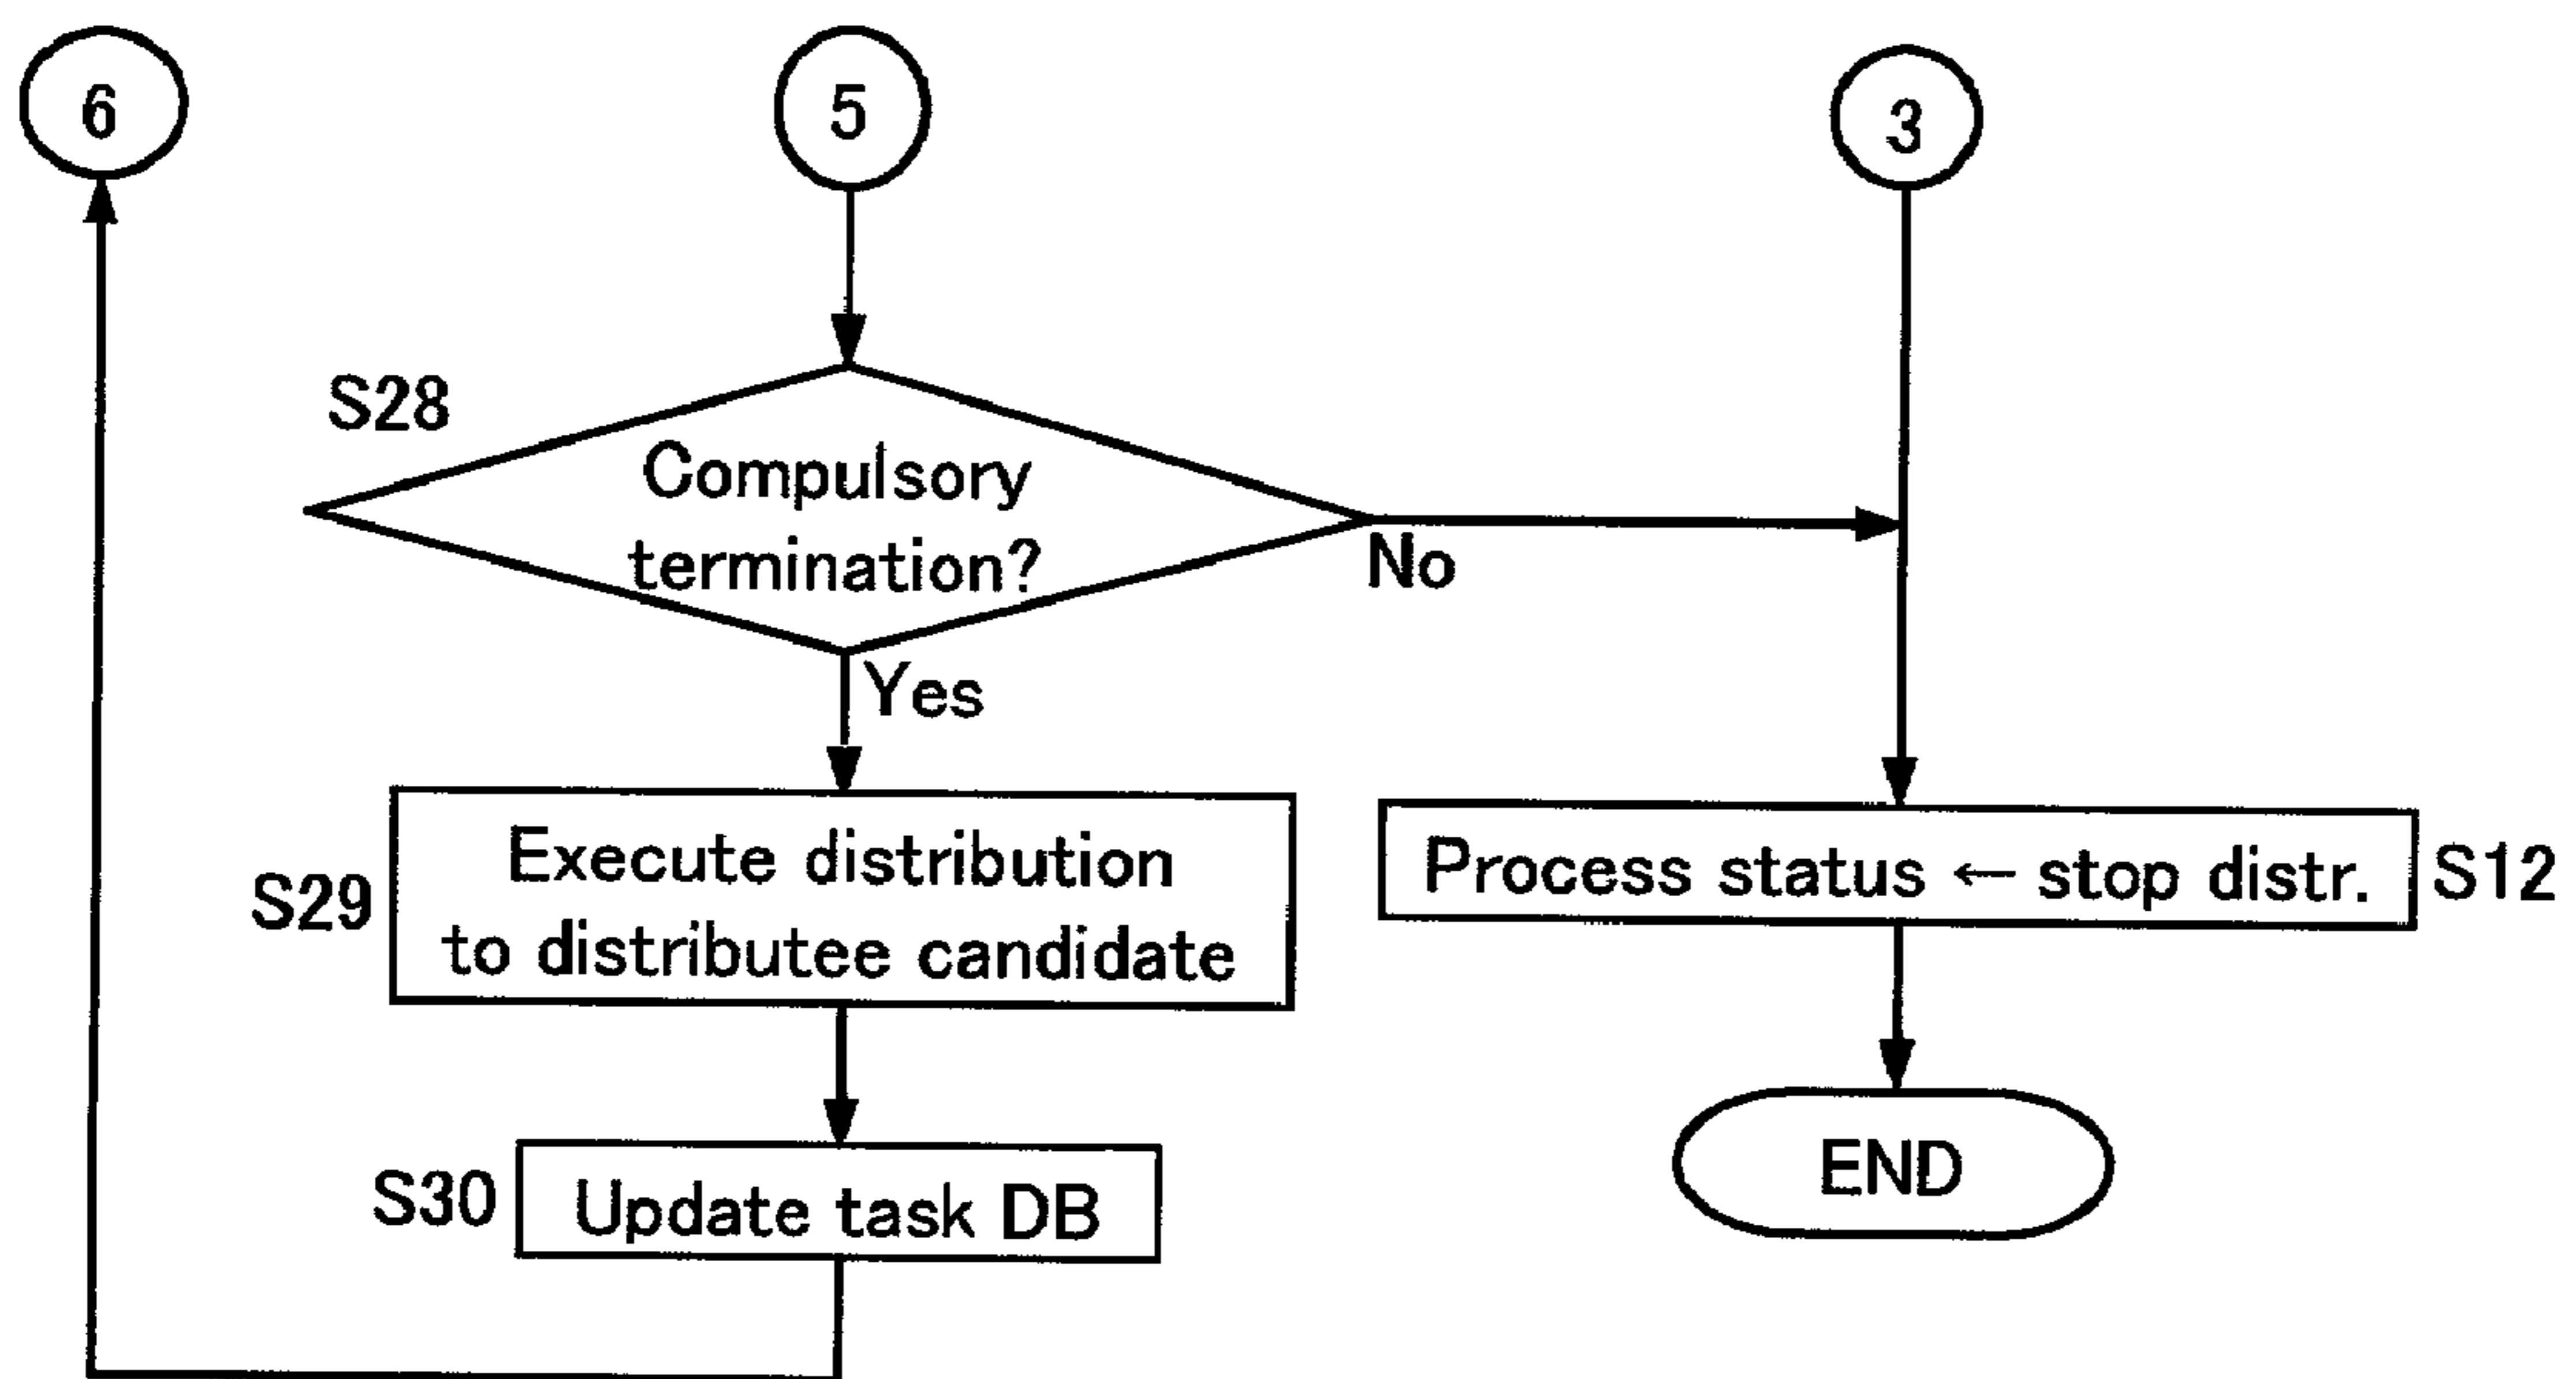 6
5
3
S28
Compulsory
termination?
No
Yes
S29
Execute distribution
to distributee candidate
Process status ← stop distr.
S12
S30
Update task DB
END